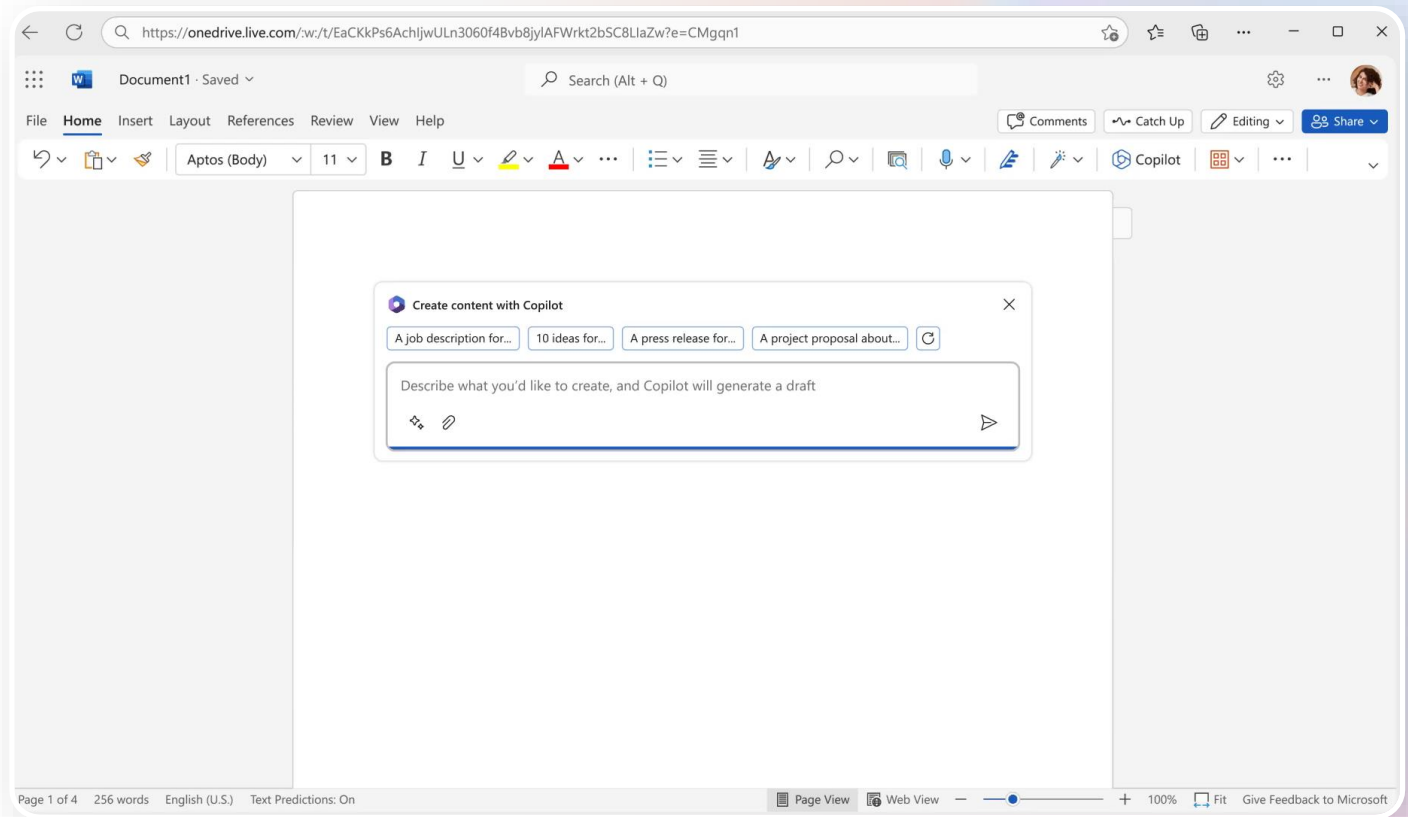 https://onedrive.live.com/:w:/t/EaCKkPs6AchIjwULn3060f4Bvb8jylAFWrkt2bSC8LIaZw?e=CMgqn1
W Document1 · Saved Search (Alt + Q)
File Home Insert Layout References Review View Help Comments Catch Up Editing Share
Aptos (Body) 11 B I U A Copilot
Create content with Copilot
A job description for... 10 ideas for... A press release for... A project proposal about...
Describe what you'd like to create, and Copilot will generate a draft
Page 1 of 4 256 words English (U.S.) Text Predictions: On Page View Web View 100% Fit Give Feedback to Microsoft